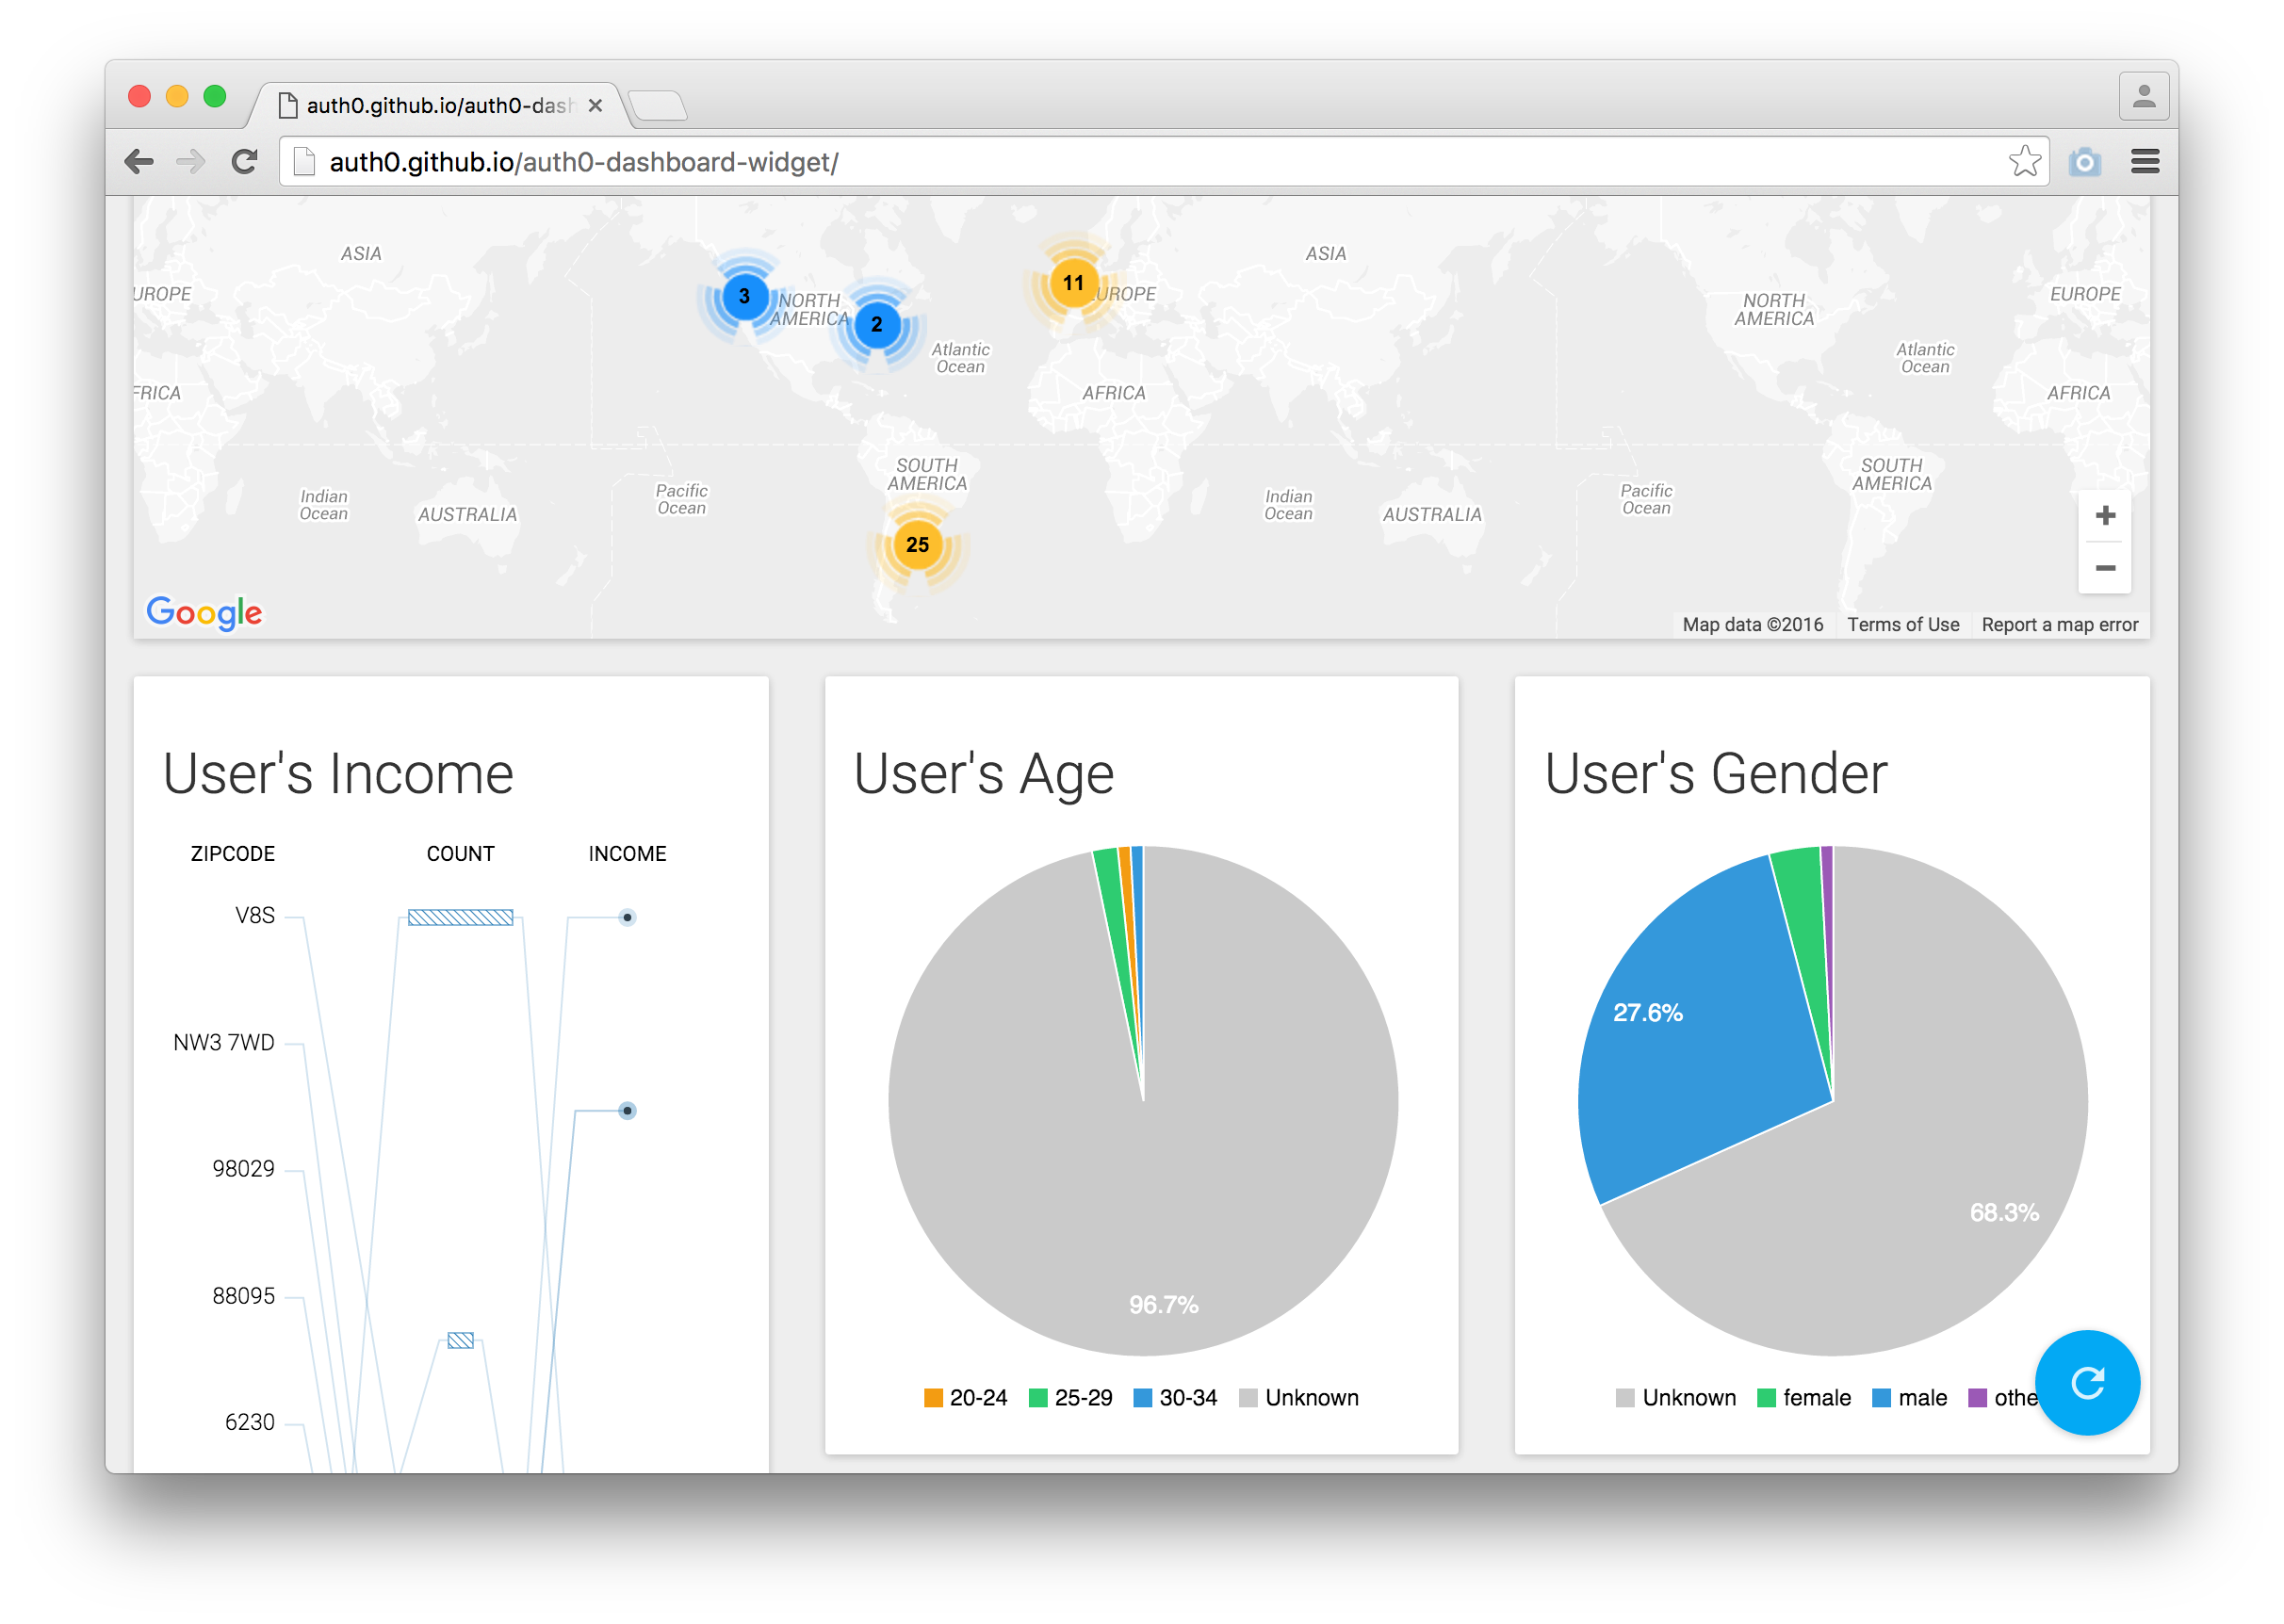 auth0.github.io/auth0-dash
auth0.github.io/auth0-dashboard-widget/
ASIA
ASIA
UROPE
3
NORTH
AMERICA
2
11
EUROPE
NORTH
AMERICA
EUROPE
Atlantic
Ocean
Atlantic
Ocean
FRICA
AFRICA
AFRICA
SOUTH
AMERICA
SOUTH
AMERICA
Indian
Ocean
AUSTRALIA
Pacific
Ocean
Indian
Ocean
AUSTRALIA
Pacific
Ocean
25
+
−
Google
Map data ©2016
Terms of Use
Report a map error
User's Income
ZIPCODE COUNT INCOME
V8S
NW3 7WD
98029
88095
6230
User's Age
96.7%
20-24 25-29 30-34 Unknown
User's Gender
27.6%
68.3%
Unknown female male othe